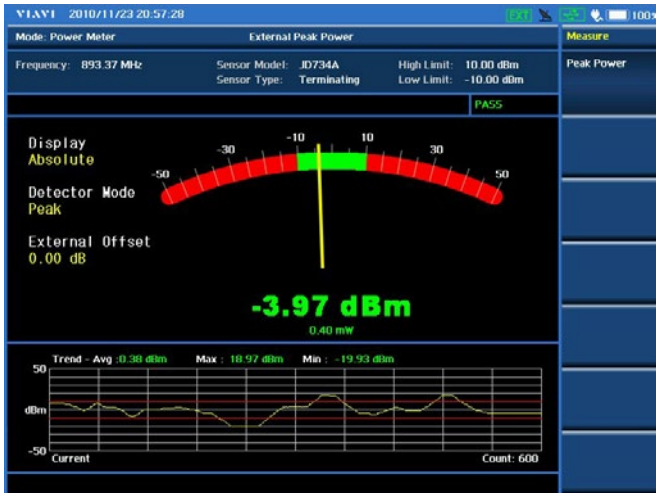 VIAVI 2010/11/23 20:57:28 EXT 100%
Mode: Power Meter External Peak Power Measure
Frequency: 893.37 MHz Sensor Model: JD734A High Limit: 10.00 dBm Peak Power
Sensor Type: Terminating Low Limit: -10.00 dBm
PASS
Display
Absolute
Detector Mode
Peak
External Offset
0.00 dB
-50 -30 -10 10 30 50
-3.97 dBm
0.40 mW
Trend - Avg :0.38 dBm Max : 18.97 dBm Min : -19.93 dBm
50
dBm
-50
Current Count: 600